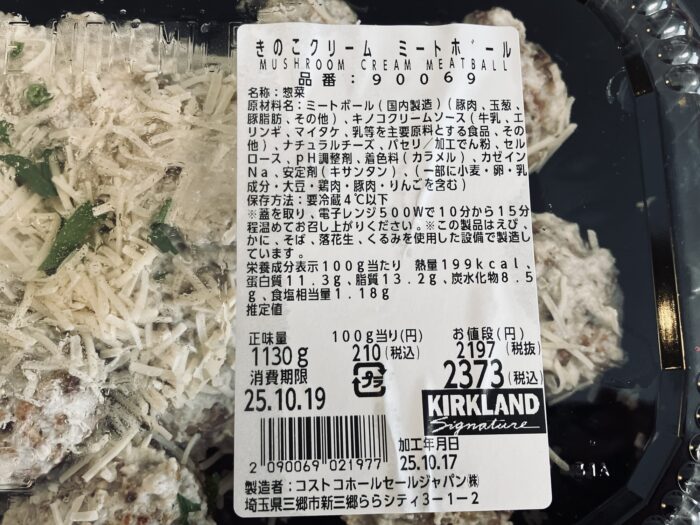 きのこクリーム ミートボール
MUSHROOM CREAM MEATBALL
品番:90069
名称:惣菜
原材料名:ミートボール(国内製造)(豚肉、玉葱、
豚脂肪、その他)、キノコクリームソース(牛乳、エ
リンギ、マイタケ、乳等を主要原料とする食品、その
他)、ナチュラルチーズ、パセリ/加工でん粉、セル
ロース、pH調整剤、着色料(カラメル)、カゼイン
Na、安定剤(キサンタン)、(一部に小麦・卵・乳
成分・大豆・鶏肉・豚肉・りんごを含む)
保存方法:要冷蔵4℃以下
※蓋を取り、電子レンジ500Wで10分から15分
程温めてお召し上がりください。※この製品はえび、
かに、そば、落花生、くるみを使用した設備で製造し
ています。
栄養成分表示100g当たり 熱量199kcal、
蛋白質11.3g、脂質13.2g、炭水化物8.5
g、食塩相当量1.18g
推定値
正味量 100g当り(円) お値段(円)
1130g 210(税込) 2197(税抜)
消費期限 プラ 2373(税込)
25.10.19
KIRKLAND
Signature
加工年月日
2 090069 021977 25.10.17
製造者:コストコホールセールジャパン㈱
埼玉県三郷市新三郷ららシティ3-1-2